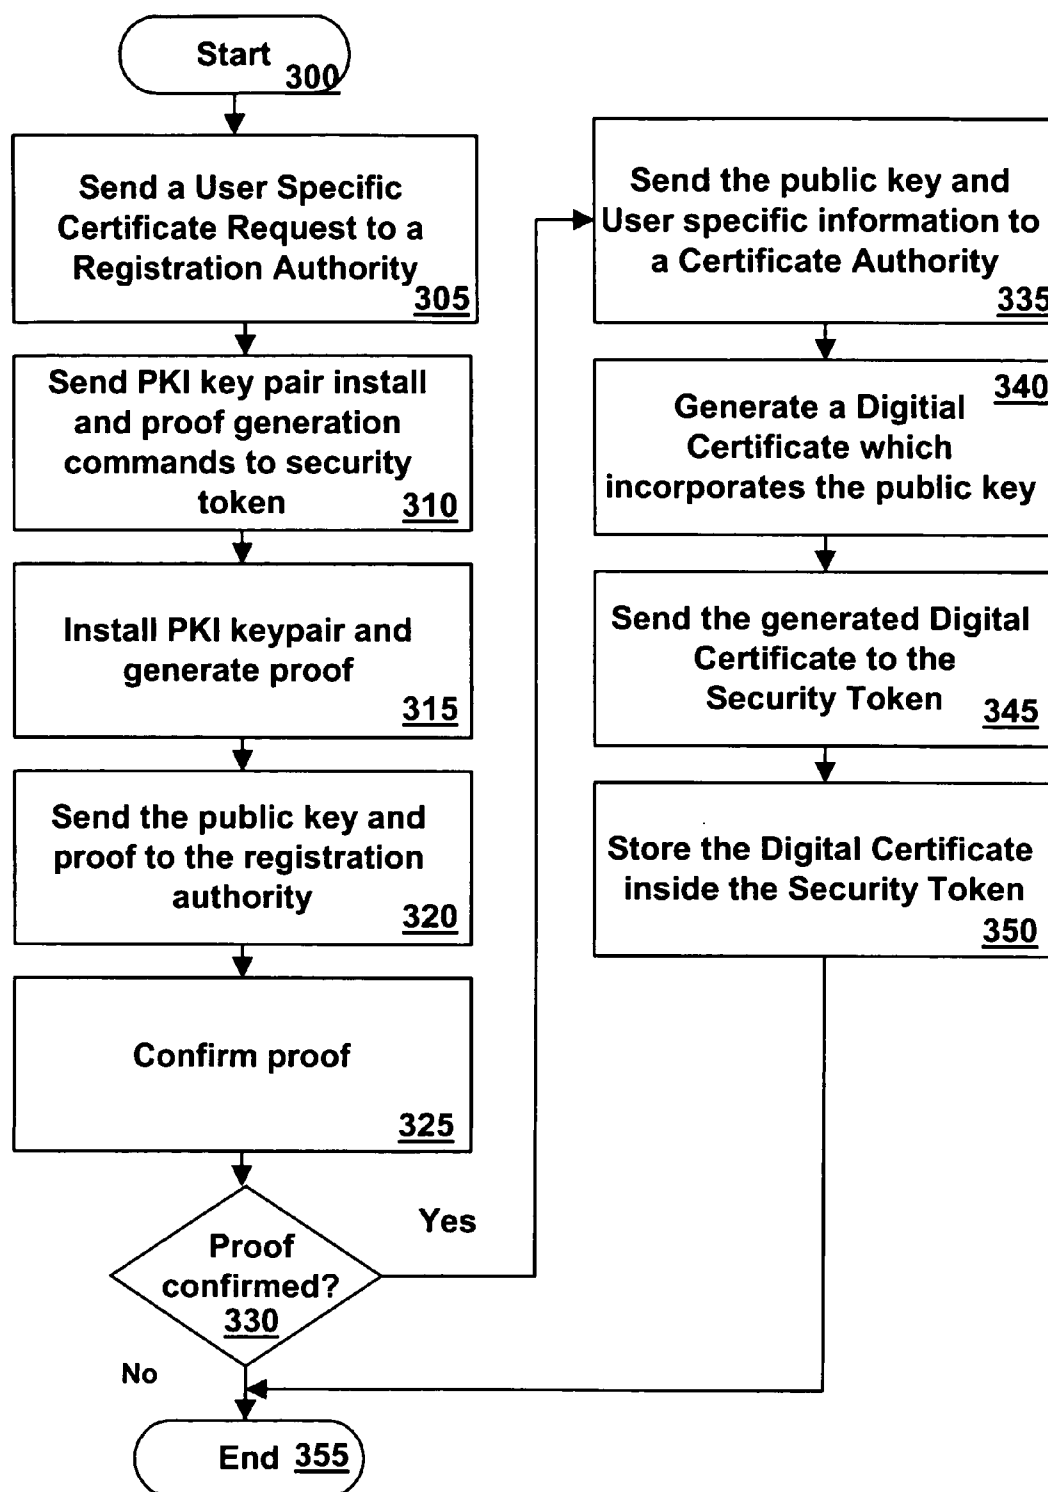 Start
300
Send a User Specific
Certificate Request to a
Registration Authority
305
Send PKI key pair install
and proof generation
commands to security
token
310
Install PKI keypair and
generate proof
315
Send the public key and
proof to the registration
authority
320
Confirm proof
325
Proof
confirmed?
330
Yes
No
End 355
Send the public key and
User specific information to
a Certificate Authority
335
340
Generate a Digitial
Certificate which
incorporates the public key
Send the generated Digital
Certificate to the
Security Token
345
Store the Digital Certificate
inside the Security Token
350